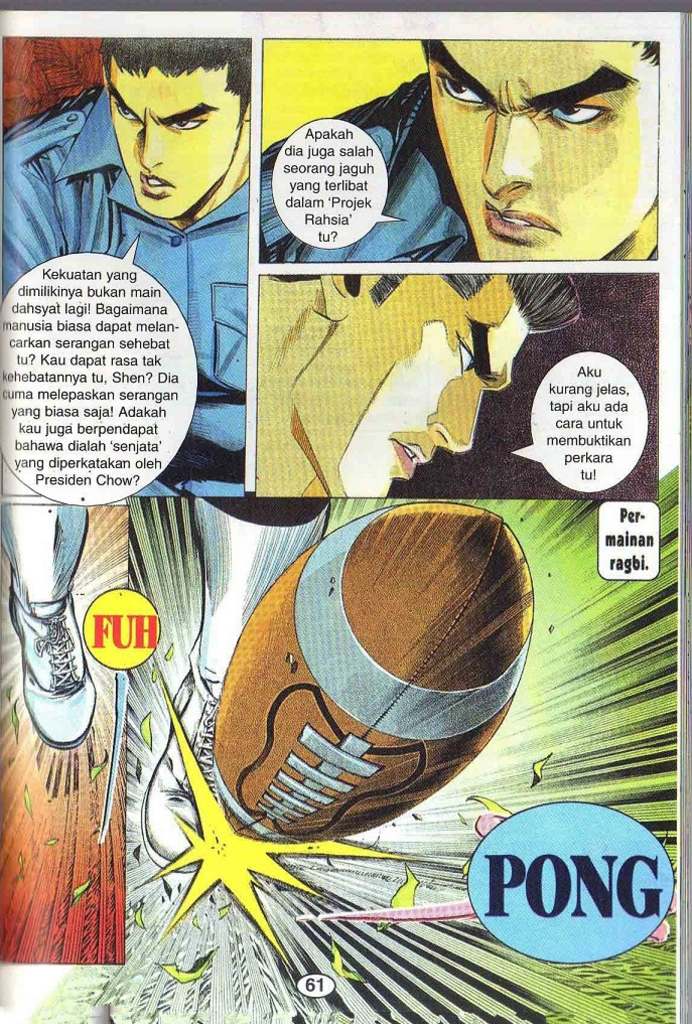 Kekuatan yang
dimilikinya bukan main
dahsyat lagi! Bagaimana
manusia biasa dapat melan-
carkan serangan sehebat
tu? Kau dapat rasa tak
kehebatannya tu, Shen? Dia
cuma melepaskan serangan
yang biasa saja! Adakah
kau juga berpendapat
bahawa dialah 'senjata'
yang diperkatakan oleh
Presiden Chow?
Apakah
dia juga salah
seorang jaguh
yang terlibat
dalam 'Projek
Rahsia'
tu?
Aku
kurang jelas,
tapi aku ada
cara untuk
membuktikan
perkara
tu!
Per-
mainan
ragbi.
FUH
PONG
61